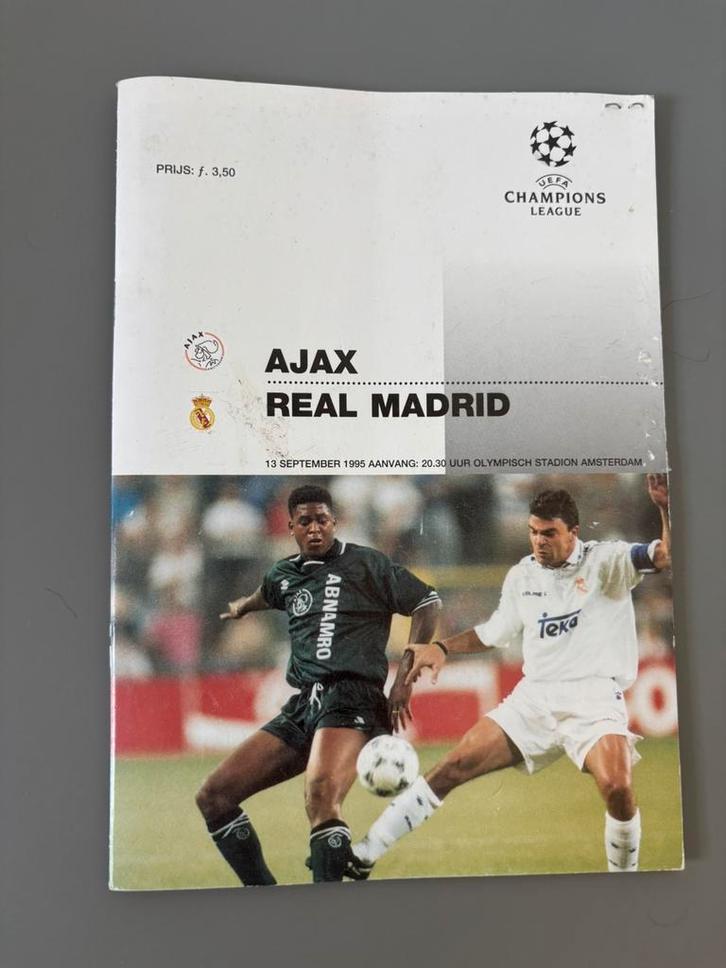 PRIJS: ƒ. 3,50
UEFA
CHAMPIONS
LEAGUE
AJAX
AJAX
REAL MADRID
13 SEPTEMBER 1995 AANVANG: 20.30 UUR OLYMPISCH STADION AMSTERDAM
ABNAMRO
Teka